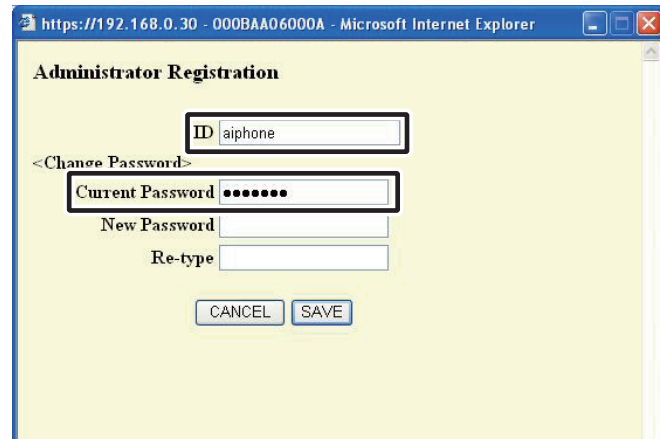 https://192.168.0.30 - 000BAA06000A - Microsoft Internet Explorer
Administrator Registration
ID aiphone
<Change Password>
Current Password ●●●●●●●
New Password
Re-type
CANCEL SAVE